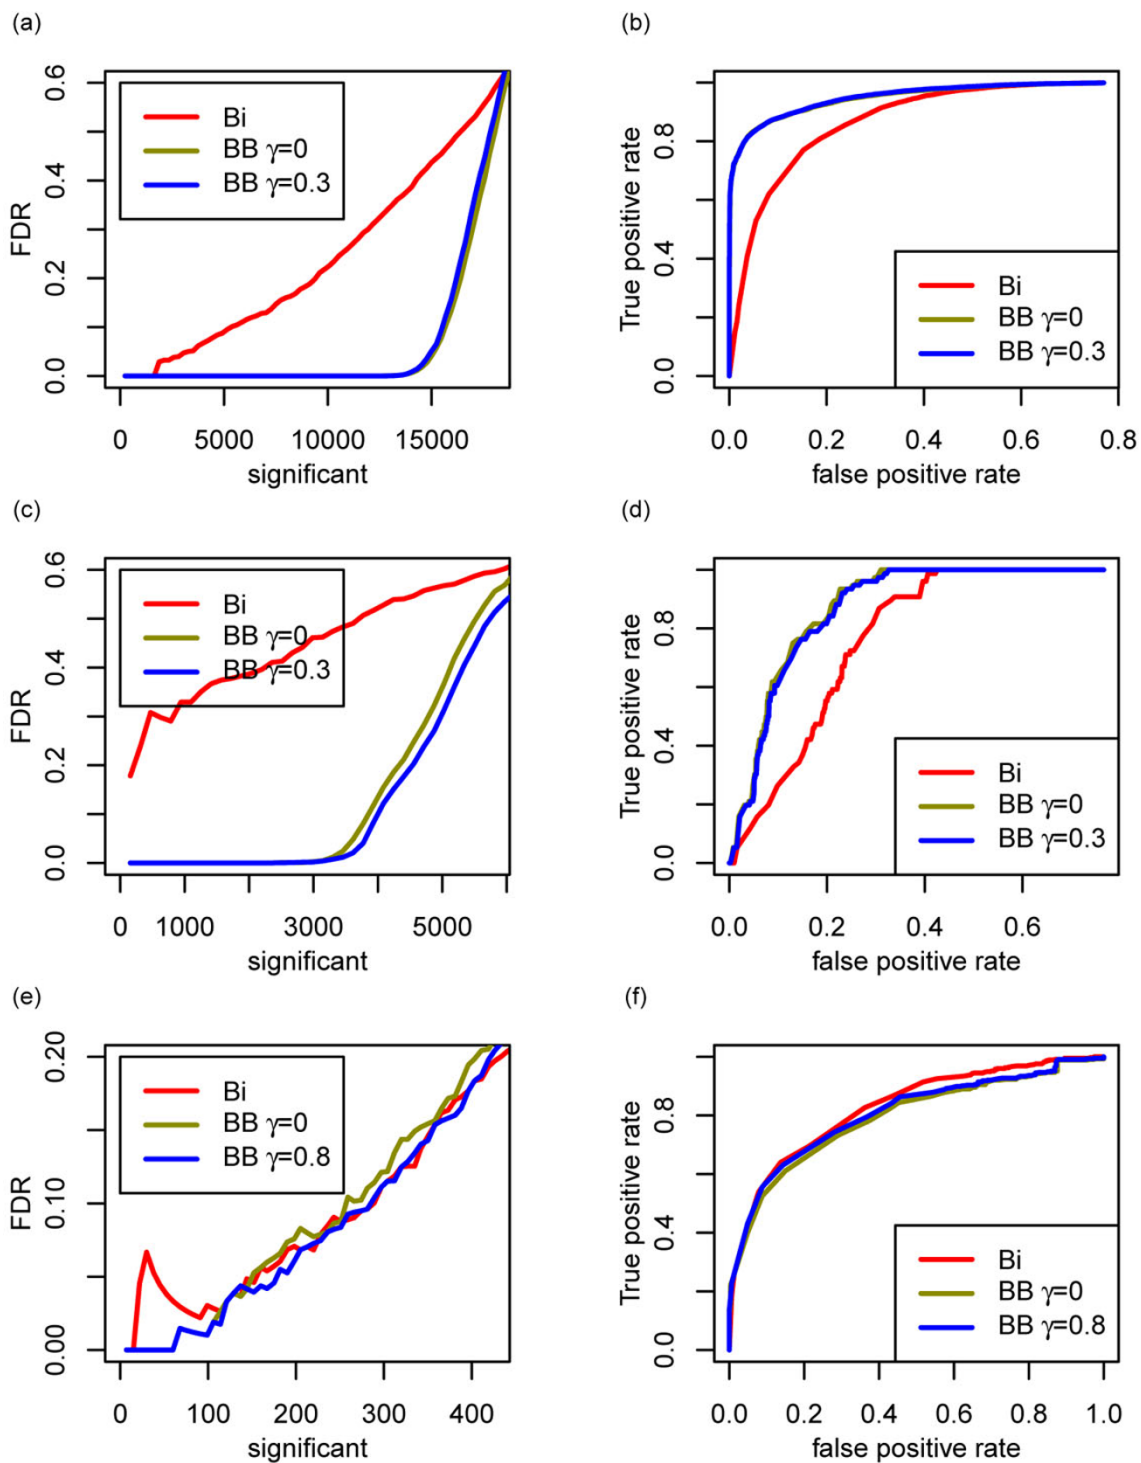 (a)
(b)
FDR
0.0 0.2 0.4 0.6
Bi
BB γ=0
BB γ=0.3
0 5000 10000 15000
significant
True positive rate
0.0 0.4 0.8
Bi
BB γ=0
BB γ=0.3
0.0 0.2 0.4 0.6 0.8
false positive rate
(c)
(d)
FDR
0.0 0.2 0.4 0.6
Bi
BB γ=0
BB γ=0.3
0 1000 3000 5000
significant
True positive rate
0.0 0.4 0.8
Bi
BB γ=0
BB γ=0.3
0.0 0.2 0.4 0.6
false positive rate
(e)
(f)
FDR
0.00 0.10 0.20
Bi
BB γ=0
BB γ=0.8
0 100 200 300 400
significant
True positive rate
0.0 0.4 0.8
Bi
BB γ=0
BB γ=0.8
0.0 0.2 0.4 0.6 0.8 1.0
false positive rate